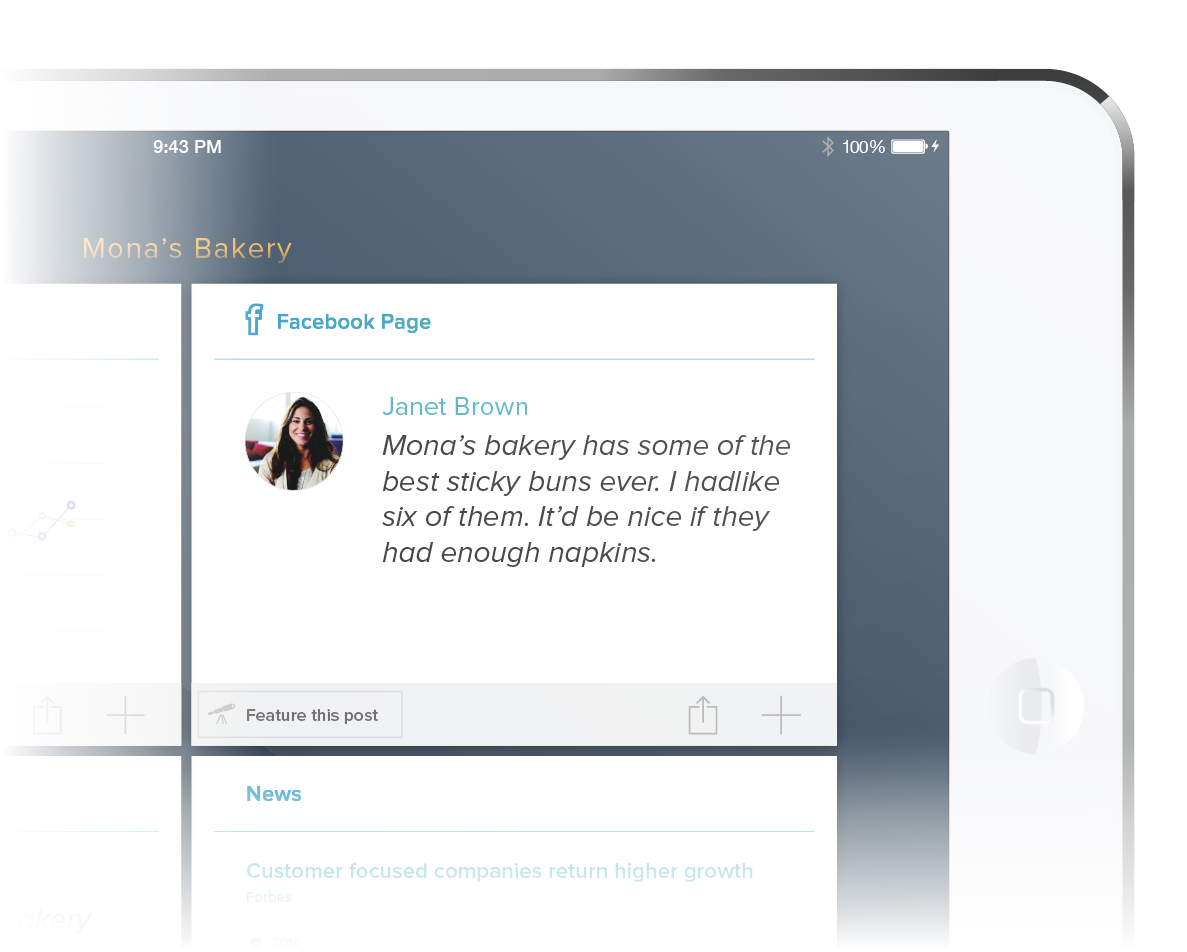 9:43 PM
100%
Mona's Bakery
Facebook Page
Janet Brown
Mona's bakery has some of the
best sticky buns ever. I hadlike
six of them. It'd be nice if they
had enough napkins.
Feature this post
News
Customer focused companies return higher growth
Forbes
bakery
2014